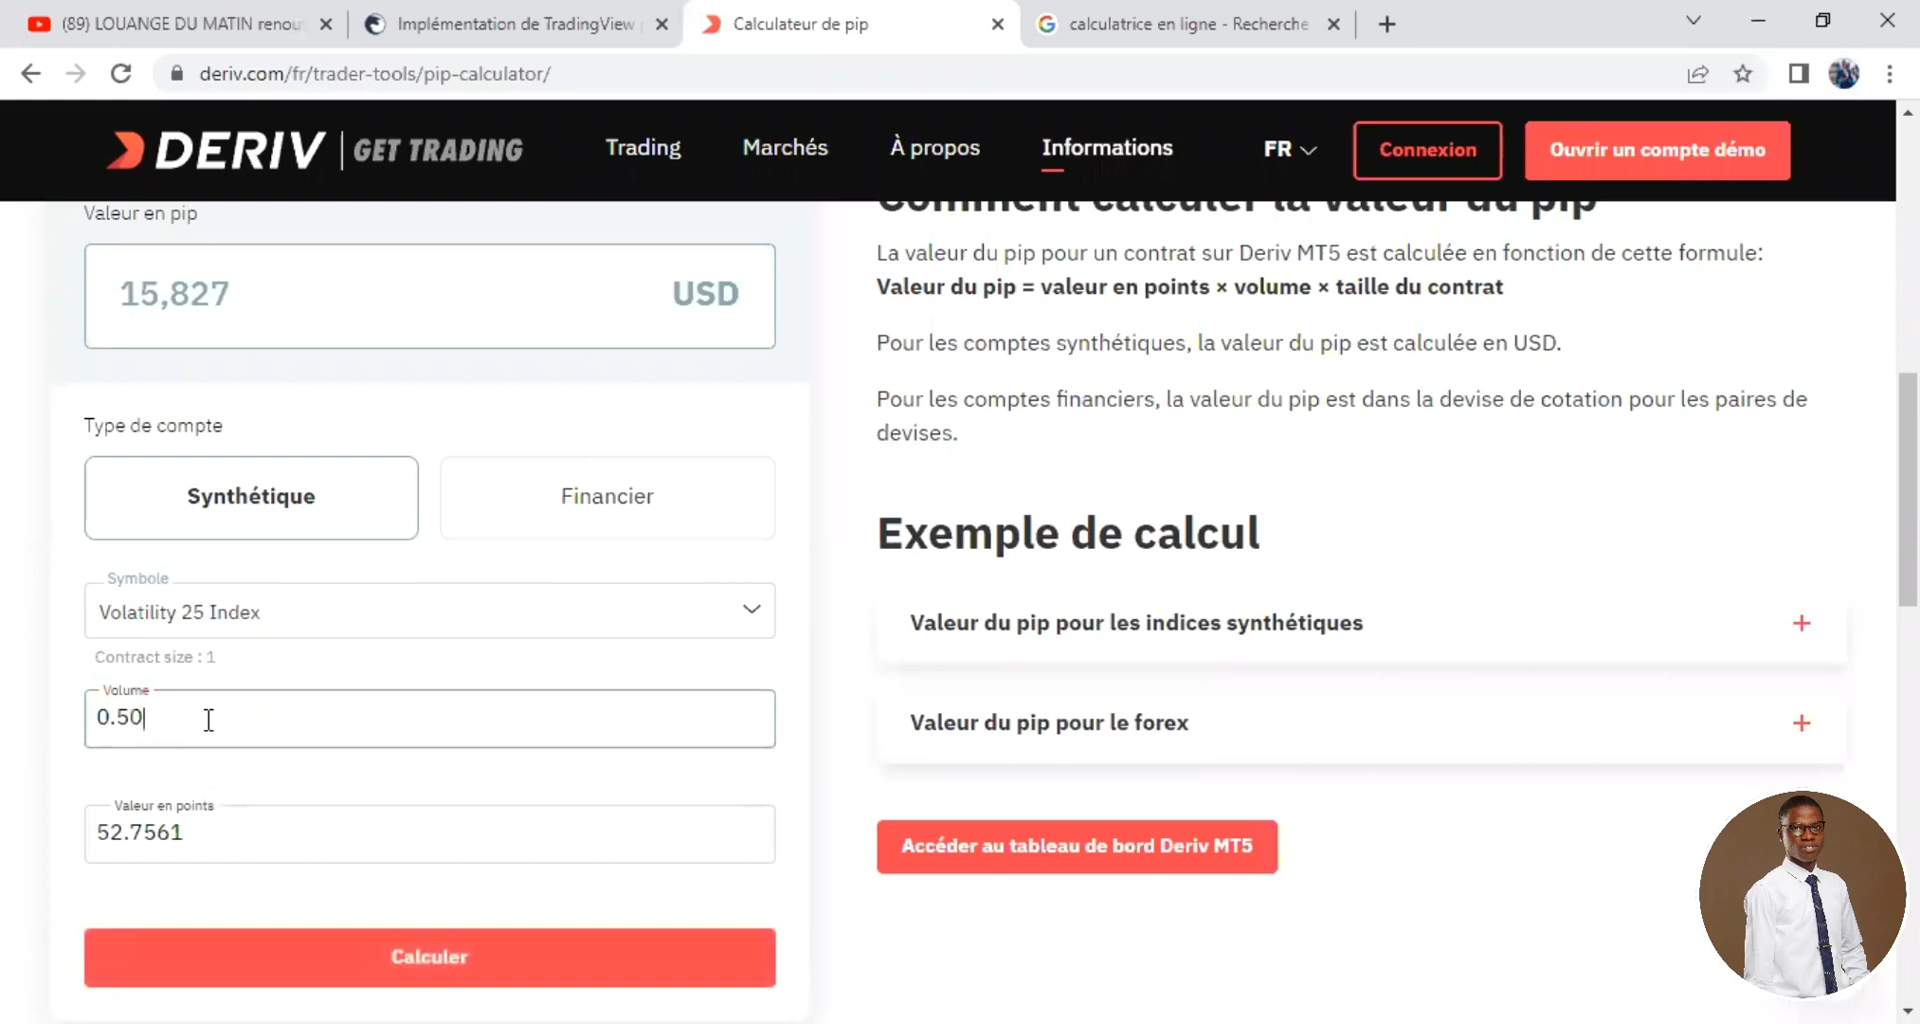 (89) LOUANGE DU MATIN renou
Implémentation de TradingView
Calculateur de pip
calculatrice en ligne - Recherche
deriv.com/fr/trader-tools/pip-calculator/
DERIV | GET TRADING
Trading
Marchés
À propos
Informations
FR
Connexion
Ouvrir un compte démo
Valeur en pip
15,827 USD
Type de compte
Synthétique
Financier
Symbole
Volatility 25 Index
Contract size : 1
Volume
0.50
Valeur en points
52.7561
Calculer
Comment calculer la valeur du pip
La valeur du pip pour un contrat sur Deriv MT5 est calculée en fonction de cette formule:
Valeur du pip = valeur en points × volume × taille du contrat
Pour les comptes synthétiques, la valeur du pip est calculée en USD.
Pour les comptes financiers, la valeur du pip est dans la devise de cotation pour les paires de
devises.
Exemple de calcul
Valeur du pip pour les indices synthétiques
Valeur du pip pour le forex
Accéder au tableau de bord Deriv MT5